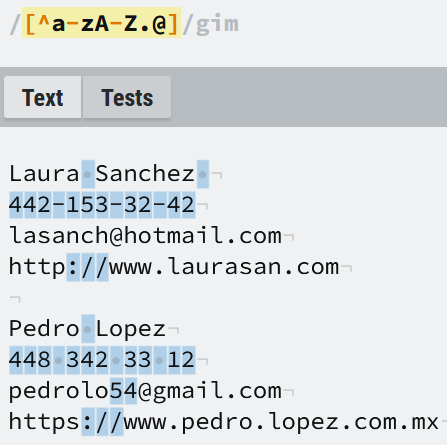 /[^a-zA-Z.@]/gim
Text Tests
Laura·Sanchez·¬
442-153-32-42¬
lasanch@hotmail.com¬
http://www.laurasan.com¬
¬
Pedro·Lopez¬
448·342·33·12¬
pedrolo54@gmail.com¬
https://www.pedro.lopez.com.mx